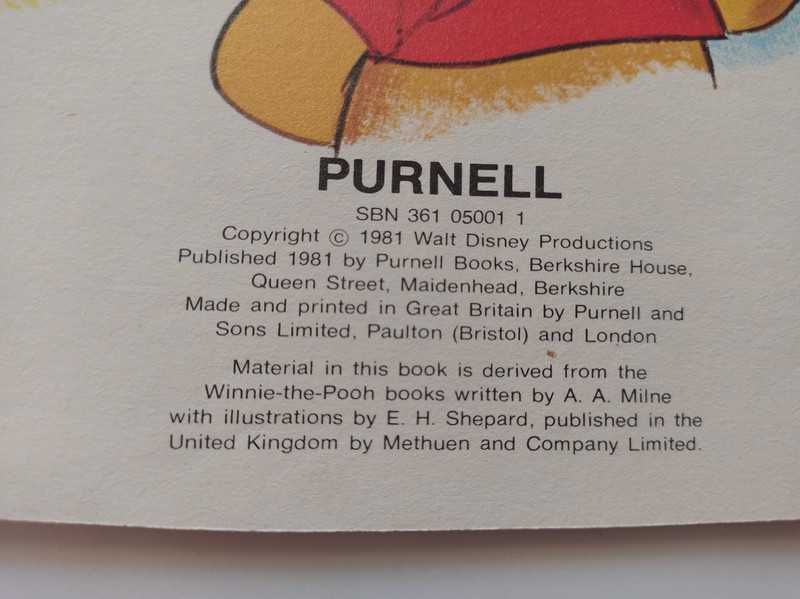 PURNELL
SBN 361 05001 1
Copyright © 1981 Walt Disney Productions
Published 1981 by Purnell Books, Berkshire House,
Queen Street, Maidenhead, Berkshire
Made and printed in Great Britain by Purnell and
Sons Limited, Paulton (Bristol) and London
Material in this book is derived from the
Winnie-the-Pooh books written by A. A. Milne
with illustrations by E. H. Shepard, published in the
United Kingdom by Methuen and Company Limited.